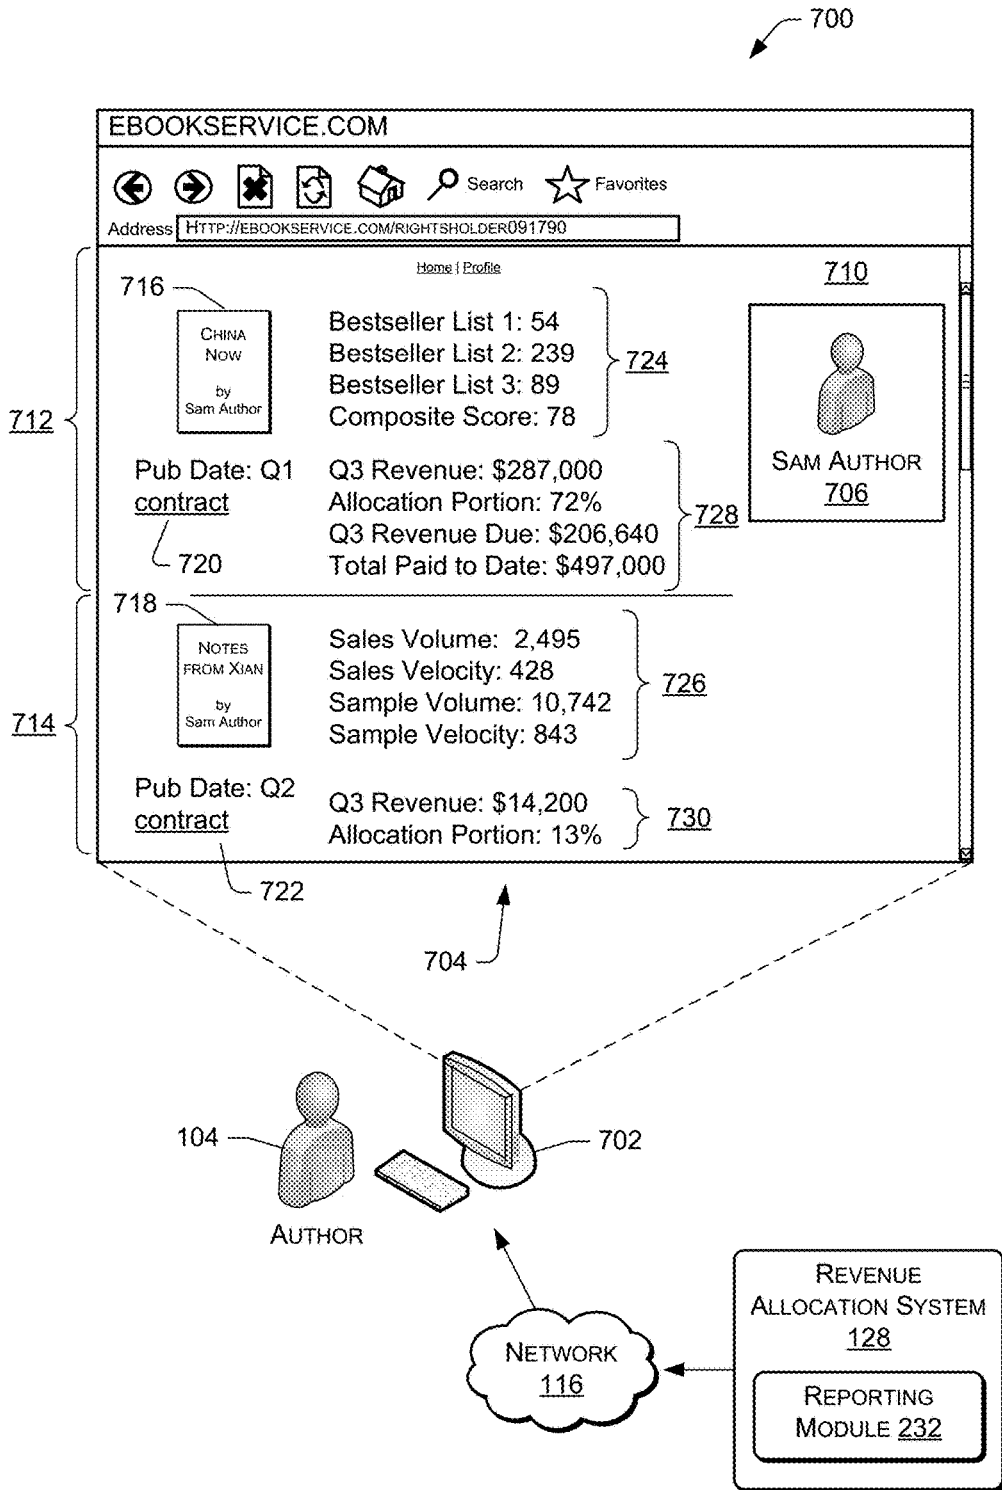 700
EBOOKSERVICE.COM
Search
Favorites
Address HTTP://EBOOKSERVICE.COM/RIGHTSHOLDER091790
Home | Profile
710
716
CHINA
NOW
by
Sam Author
Bestseller List 1: 54
Bestseller List 2: 239
Bestseller List 3: 89
Composite Score: 78
724
712
SAM AUTHOR
706
Pub Date: Q1
contract
720
Q3 Revenue: $287,000
Allocation Portion: 72%
Q3 Revenue Due: $206,640
Total Paid to Date: $497,000
728
718
NOTES
FROM XIAN
by
Sam Author
Sales Volume: 2,495
Sales Velocity: 428
Sample Volume: 10,742
Sample Velocity: 843
726
714
Pub Date: Q2
contract
722
Q3 Revenue: $14,200
Allocation Portion: 13%
730
704
104
702
AUTHOR
NETWORK
116
REVENUE
ALLOCATION SYSTEM
128
REPORTING
MODULE 232